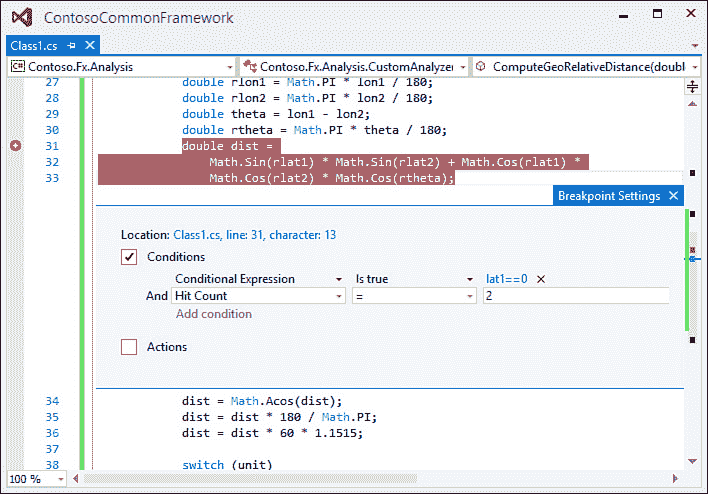 ContosoCommonFramework
Class1.cs
C# Contoso.Fx.Analysis Contoso.Fx.Analysis.CustomAnalyzer ComputeGeoRelativeDistance(double
27 double rlon1 = Math.PI * lon1 / 180;
28 double rlon2 = Math.PI * lon2 / 180;
29 double theta = lon1 - lon2;
30 double rtheta = Math.PI * theta / 180;
31 double dist =
32 Math.Sin(rlat1) * Math.Sin(rlat2) + Math.Cos(rlat1) *
33 Math.Cos(rlat2) * Math.Cos(rtheta);
Breakpoint Settings
Location: Class1.cs, line: 31, character: 13
Conditions
Conditional Expression Is true lat1==0
And Hit Count = 2
Add condition
Actions
34 dist = Math.Acos(dist);
35 dist = dist * 180 / Math.PI;
36 dist = dist * 60 * 1.1515;
37
38 switch (unit)
100 %